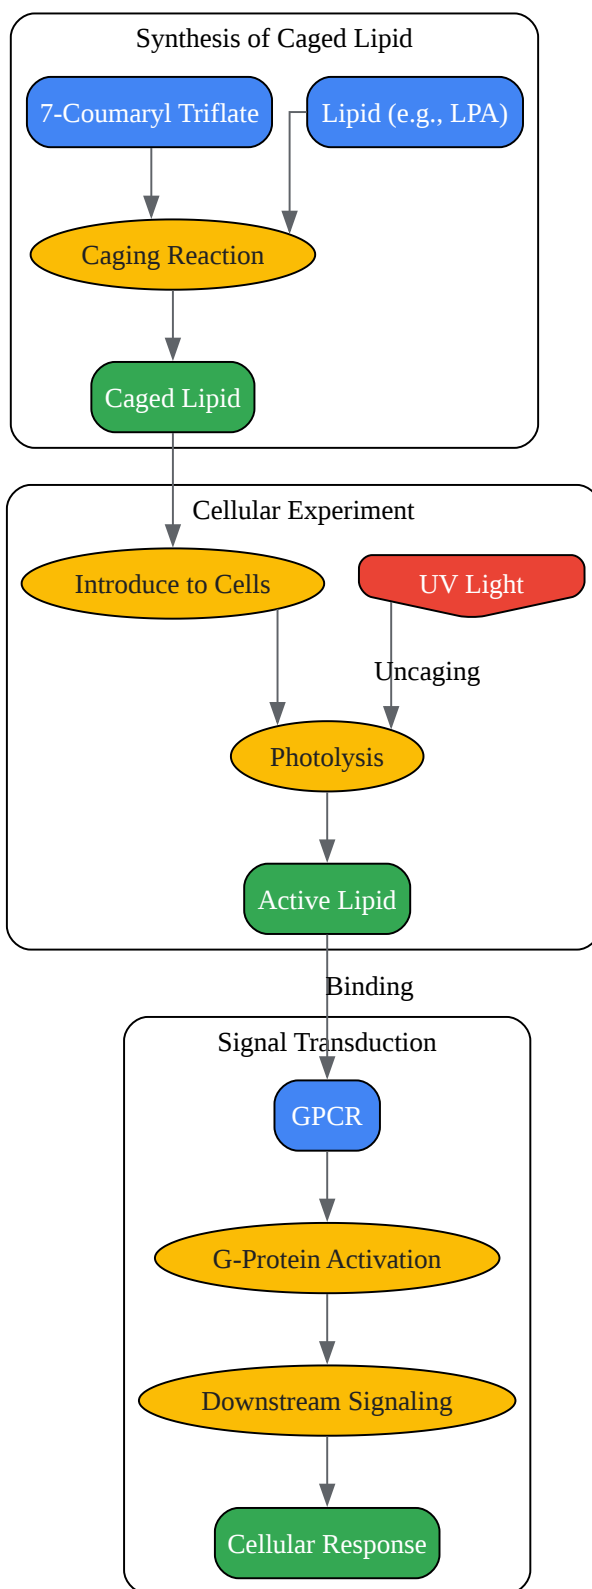 Synthesis of Caged Lipid
7-Coumaryl Triflate
Lipid (e.g., LPA)
Caging Reaction
Caged Lipid
Cellular Experiment
Introduce to Cells
UV Light
Uncaging
Photolysis
Active Lipid
Binding
Signal Transduction
GPCR
G-Protein Activation
Downstream Signaling
Cellular Response